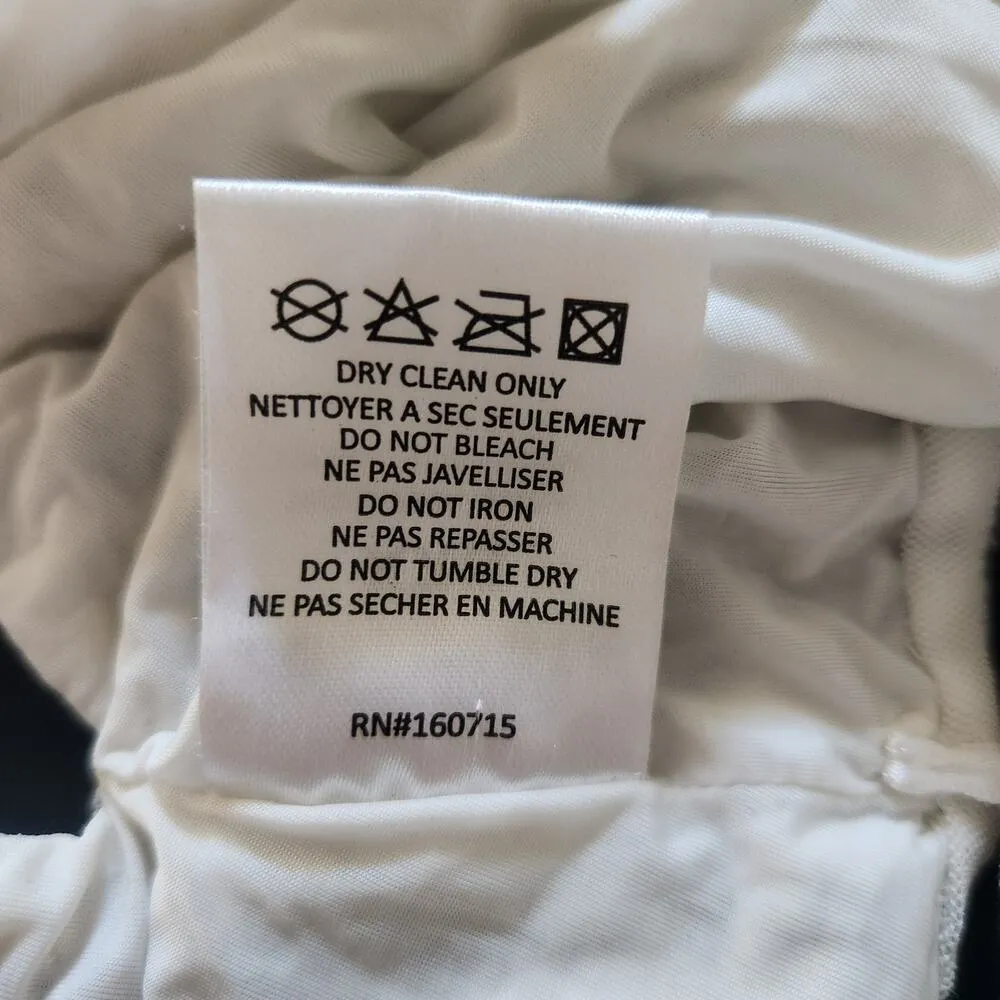 DRY CLEAN ONLY
NETTOYER A SEC SEULEMENT
DO NOT BLEACH
NE PAS JAVELLISER
DO NOT IRON
NE PAS REPASSER
DO NOT TUMBLE DRY
NE PAS SECHER EN MACHINE
RN#160715